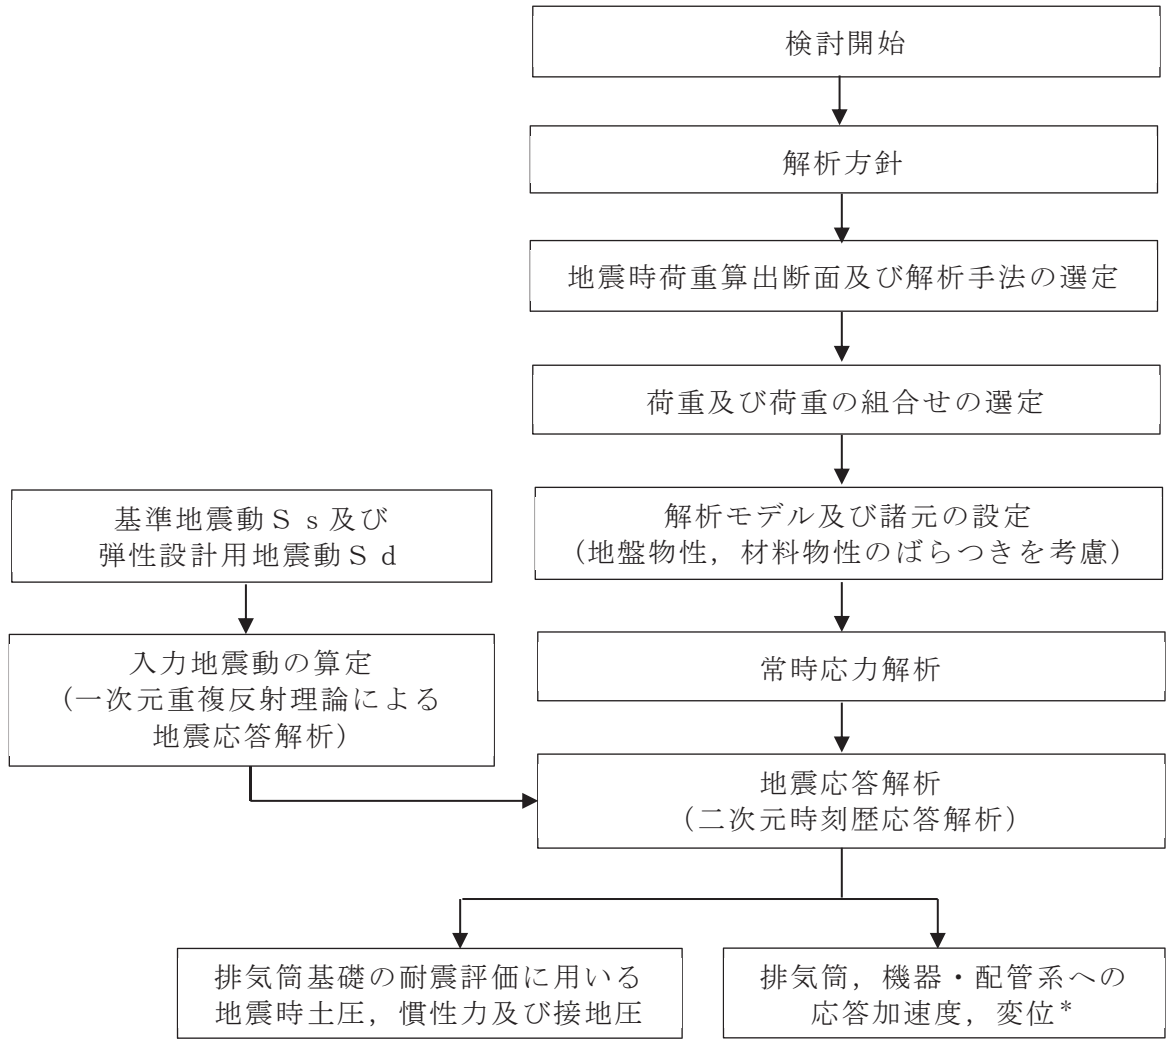 検討開始
解析方針
地震時荷重算出断面及び解析手法の選定
荷重及び荷重の組合せの選定
基準地震動Ｓｓ及び
弾性設計用地震動Ｓｄ
解析モデル及び諸元の設定
（地盤物性，材料物性のばらつきを考慮）
入力地震動の算定
（一次元重複反射理論による
地震応答解析）
常時応力解析
地震応答解析
（二次元時刻歴応答解析）
排気筒基礎の耐震評価に用いる
地震時土圧，慣性力及び接地圧
排気筒，機器・配管系への
応答加速度，変位*